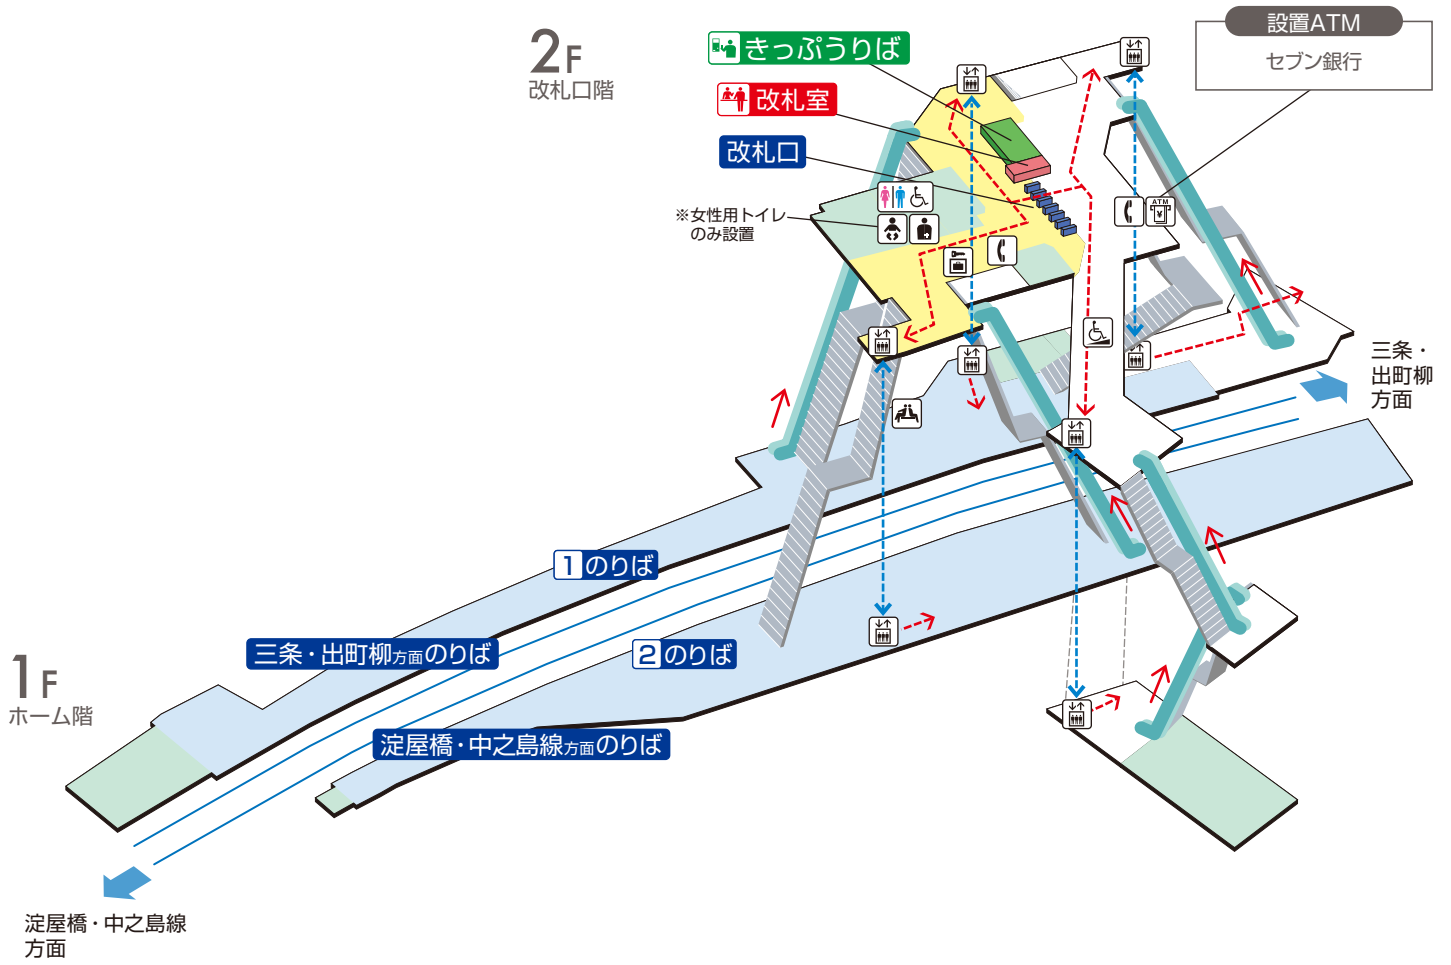 2F
改札口階
きっぷうりば
改札室
改札口
※女性用トイレ
のみ設置
設置ATM
セブン銀行
ATM
¥
三条・
出町柳
方面
1のりば
三条・出町柳方面のりば
2のりば
淀屋橋・中之島線方面のりば
1F
ホーム階
淀屋橋・中之島線
方面